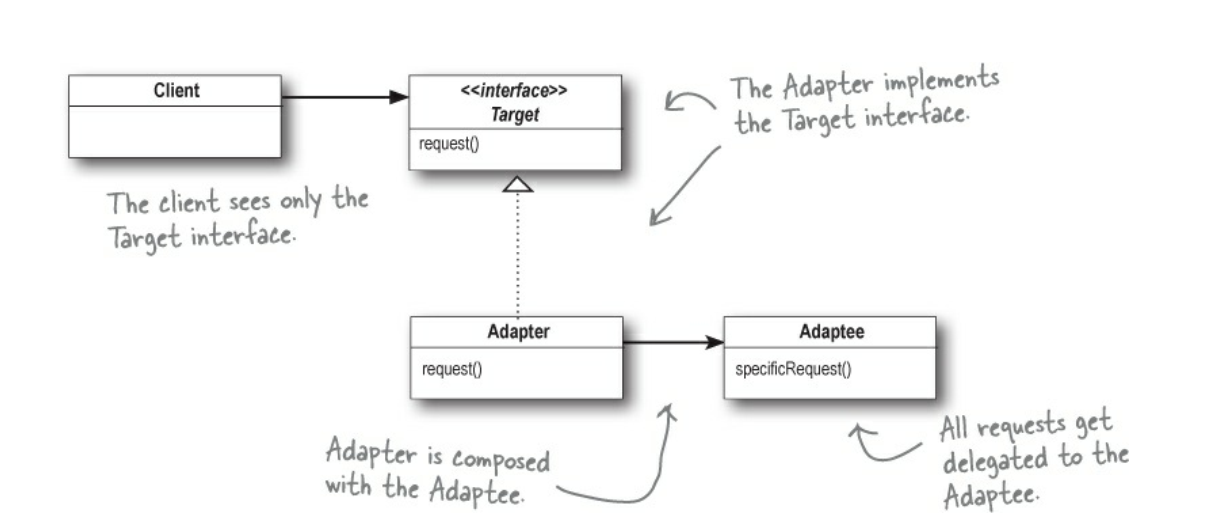 Client
<<interface>>
Target
request()
The Adapter implements
the Target interface.
The client sees only the
Target interface.
Adapter
request()
Adaptee
specificRequest()
Adapter is composed
with the Adaptee.
All requests get
delegated to the
Adaptee.